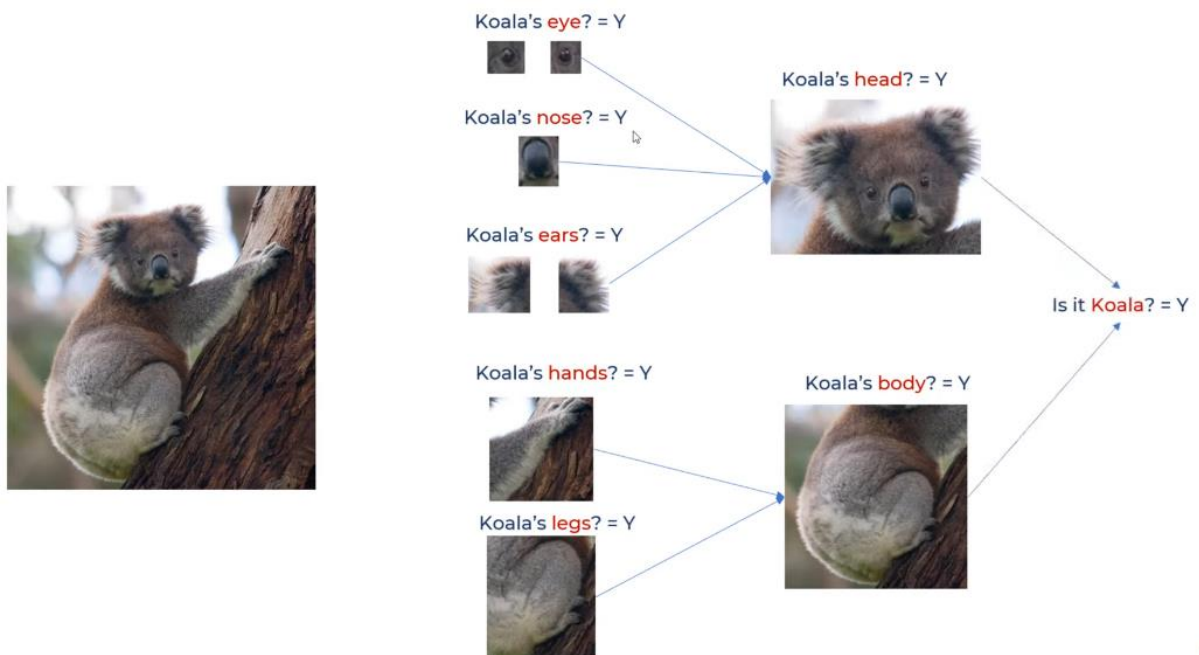 Koala's eye? = Y
Koala's nose? = Y
Koala's ears? = Y
Koala's head? = Y
Koala's hands? = Y
Koala's legs? = Y
Koala's body? = Y
Is it Koala? = Y